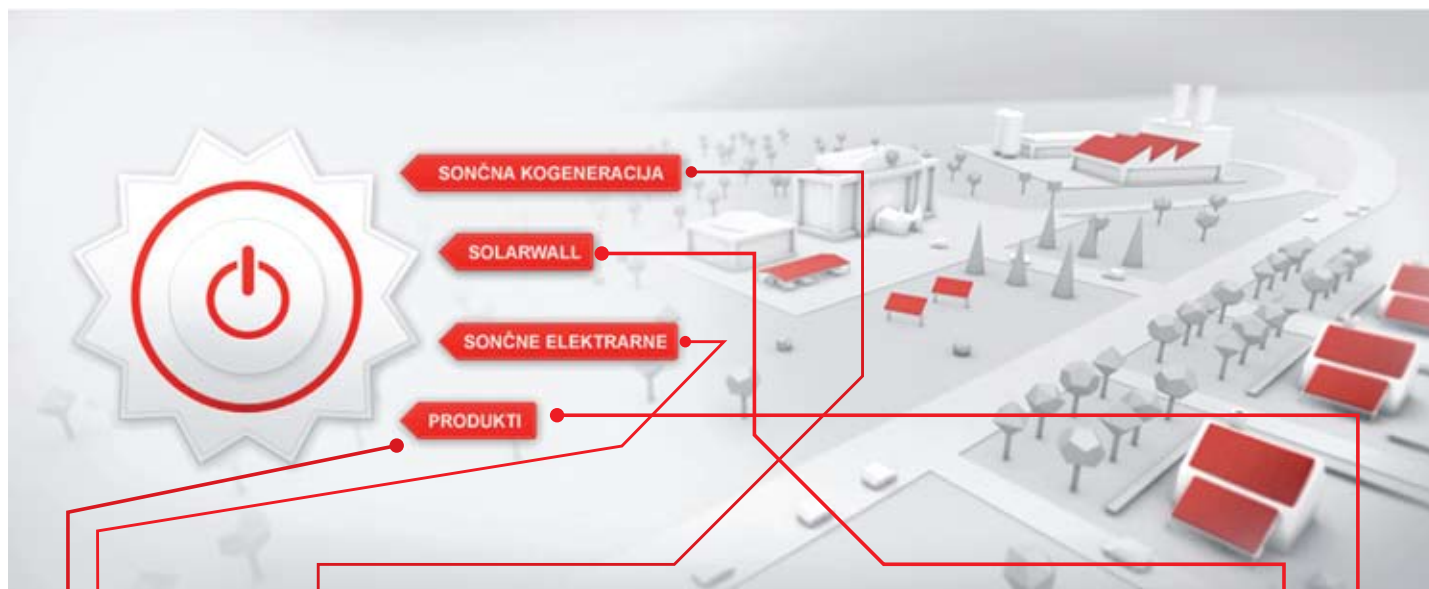 SONČNA KOGENERACIJA
SOLARWALL
SONČNE ELEKTRARNE
PRODUKTI